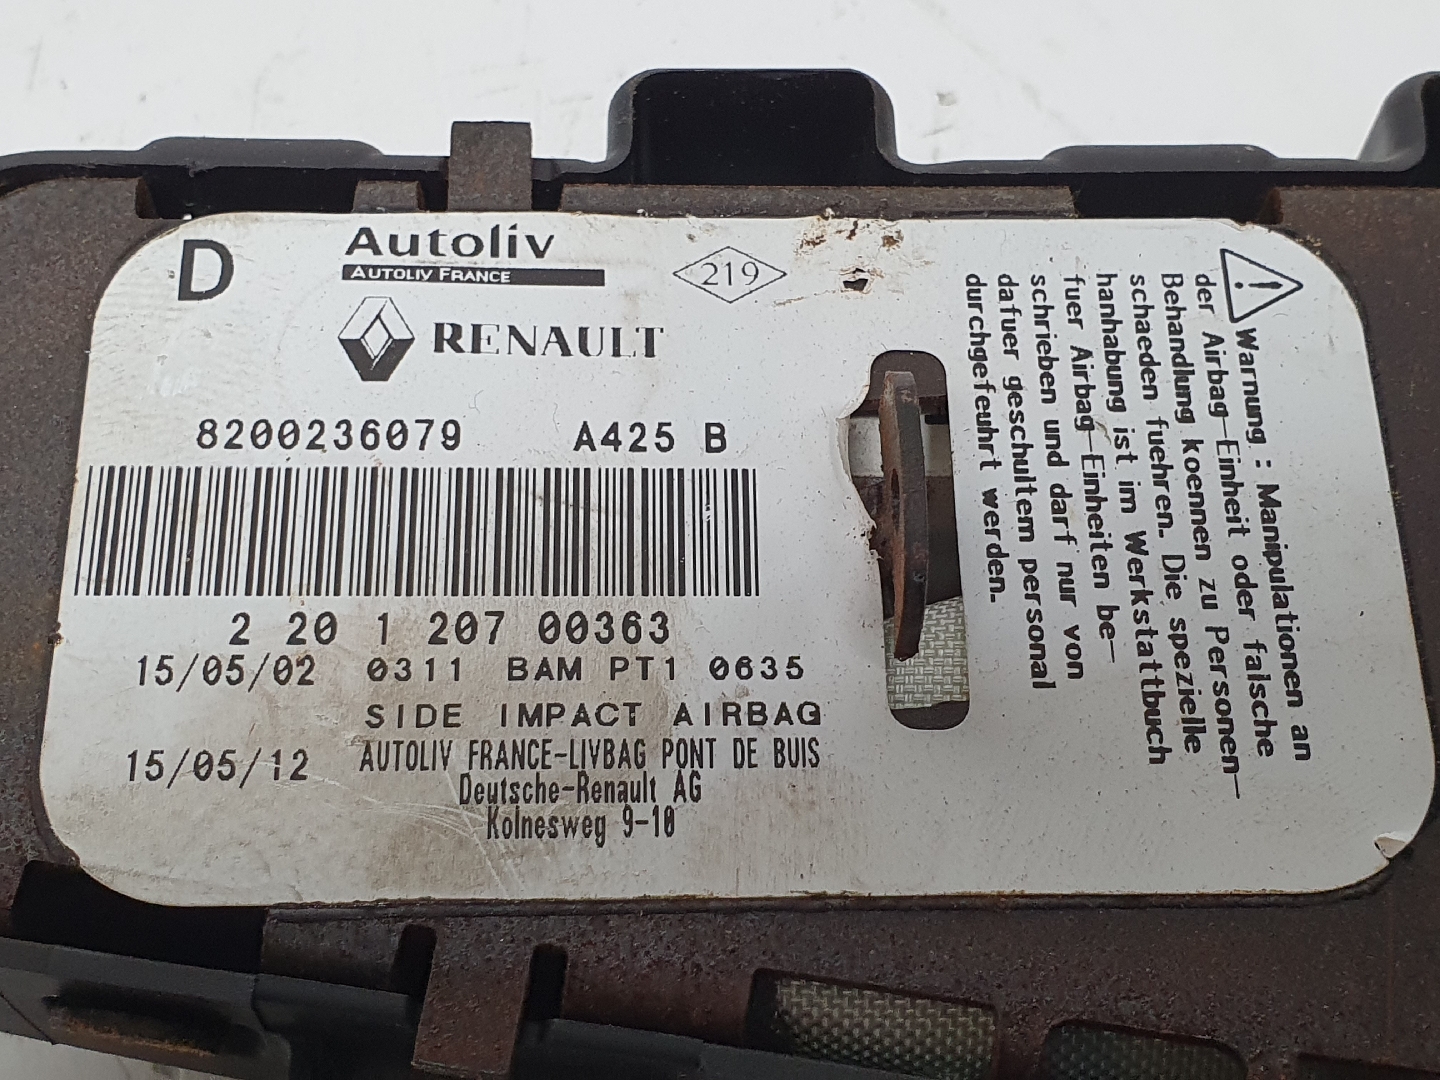 D
Autoliv
AUTOLIV FRANCE
219
RENAULT
8200236079 A425 B
2 20 1 207 00363
15/05/02 0311 BAM PT1 0635
SIDE IMPACT AIRBAG
15/05/12 AUTOLIV FRANCE-LIVBAG PONT DE BUIS
Deutsche-Renault AG
Kolnesweg 9-10
Warnung : Manipulationen an
der Airbag-Einheit oder falsche
Behandlung koennen zu Personen-
schaeden fuehren. Die spezielle
hanhabung ist im Werkstattbuch
fuer Airbag-Einheiten be-
schrieben und darf nur von
dafuer geschultem personal
durchgefeuhrt werden.